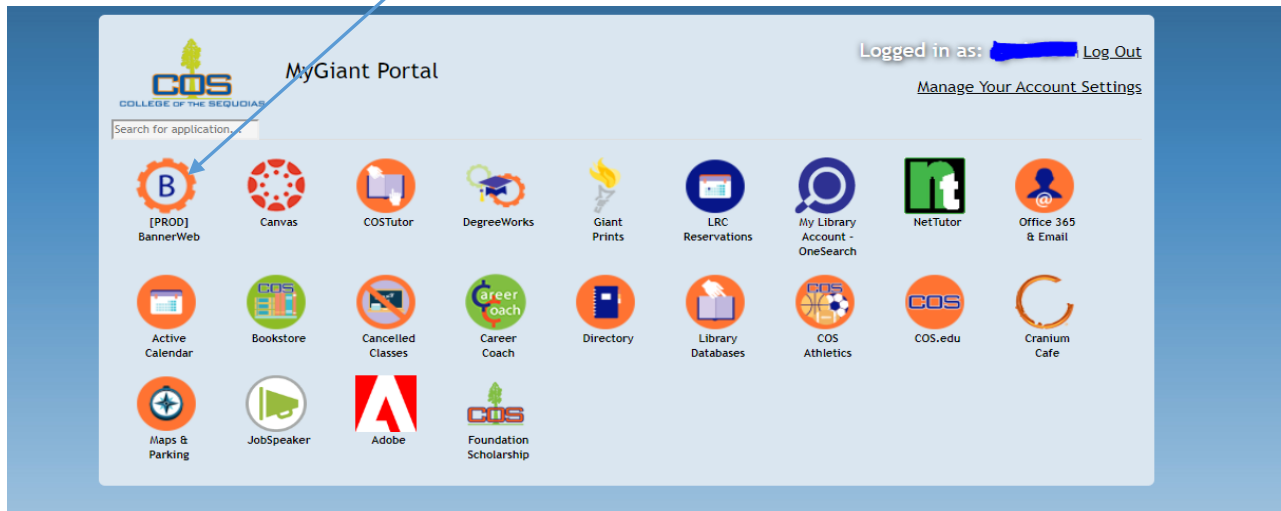 Logged in as: Log Out
COS
COLLEGE OF THE SEQUOIAS
MyGiant Portal
Manage Your Account Settings
Search for application...
B
nt
@
[PROD]
BannerWeb
Canvas
COSTutor
DegreeWorks
Giant
Prints
LRC
Reservations
My Library
Account -
OneSearch
NetTutor
Office 365
& Email
COS
Career
Coach
COS
COS
Active
Calendar
Bookstore
Cancelled
Classes
Career
Coach
Directory
Library
Databases
COS
Athletics
COS.edu
Cranium
Cafe
COS
Maps &
Parking
JobSpeaker
Adobe
Foundation
Scholarship